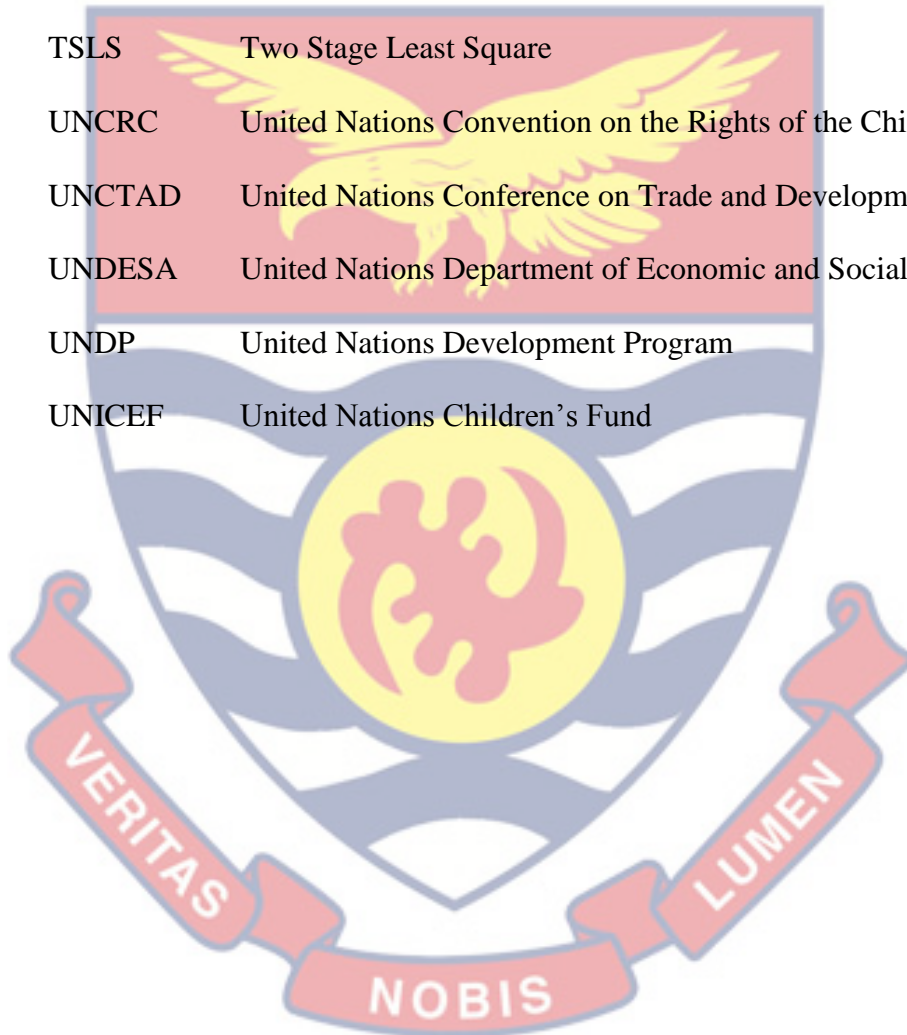 TSLS Two Stage Least Square
UNCRC United Nations Convention on the Rights of the Chi
UNCTAD United Nations Conference on Trade and Developm
UNDESA United Nations Department of Economic and Social
UNDP United Nations Development Program
UNICEF United Nations Children’s Fund
VERITAS
NOBIS
LUMEN